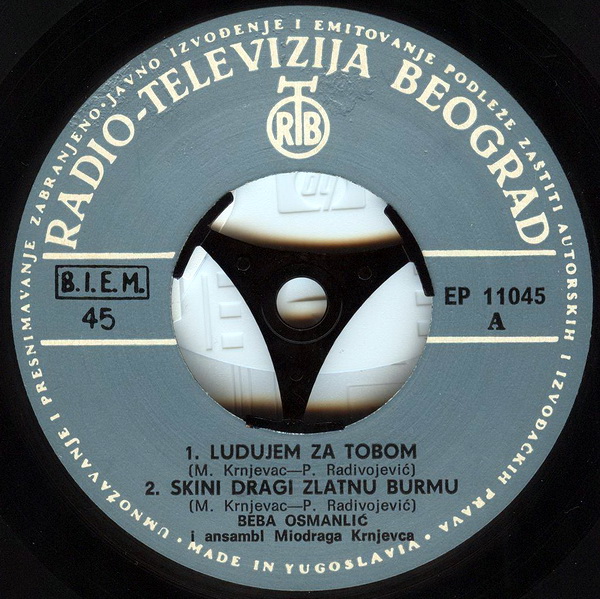 UMNOŽAVANJE I PRESNIMAVANJE ZABRANJENO · JAVNO IZVOĐENJE I EMITOVANJE PODLEŽE ZAŠTITI AUTORSKIH I IZVOĐAČKIH PRAVA ·
RADIO-TELEVIZIJA BEOGRAD
RTB
B.I.E.M.
45
EP 11045
A
1. LUDUJEM ZA TOBOM
(M. Krnjevac—P. Radivojević)
2. SKINI DRAGI ZLATNU BURMU
(M. Krnjevac—P. Radivojević)
BEBA OSMANLIĆ
i ansambl Miodraga Krnjevca
· MADE IN YUGOSLAVIA ·